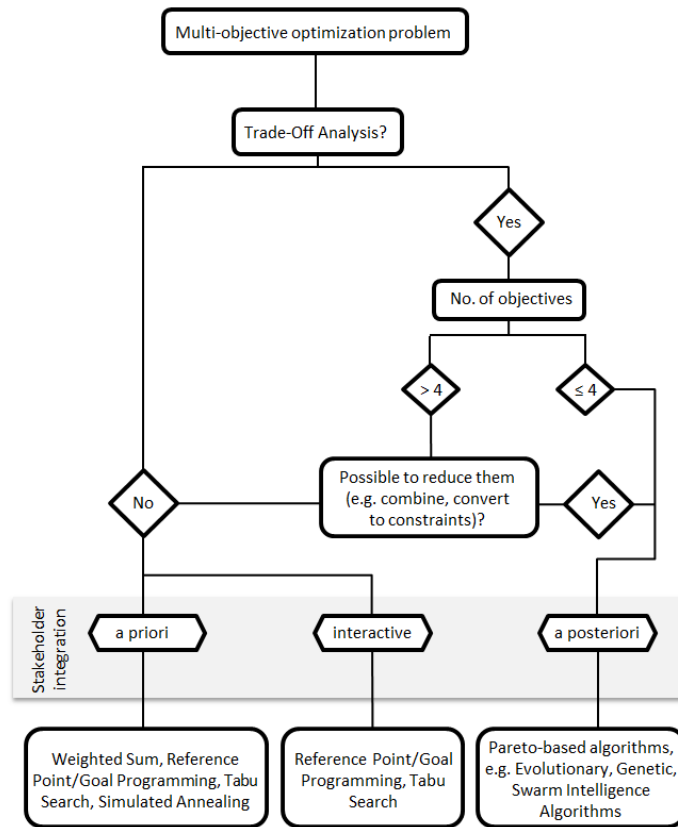 Multi-objective optimization problem
Trade-Off Analysis?
Yes
No. of objectives
> 4
≤ 4
Possible to reduce them
(e.g. combine, convert
to constraints)?
No
Yes
Stakeholder
integration
a priori
interactive
a posteriori
Weighted Sum, Reference
Point/Goal Programming, Tabu
Search, Simulated Annealing
Reference Point/Goal
Programming, Tabu
Search
Pareto-based algorithms,
e.g. Evolutionary, Genetic,
Swarm Intelligence
Algorithms